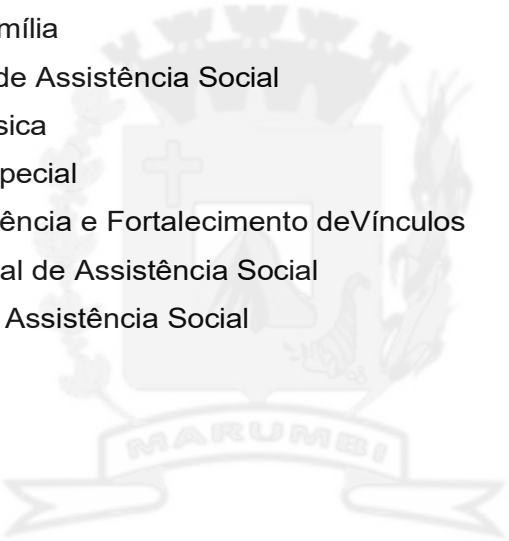 mília
de Assistência Social
sica
pecial
ência e Fortalecimento deVínculos
al de Assistência Social
Assistência Social
MARUMBI